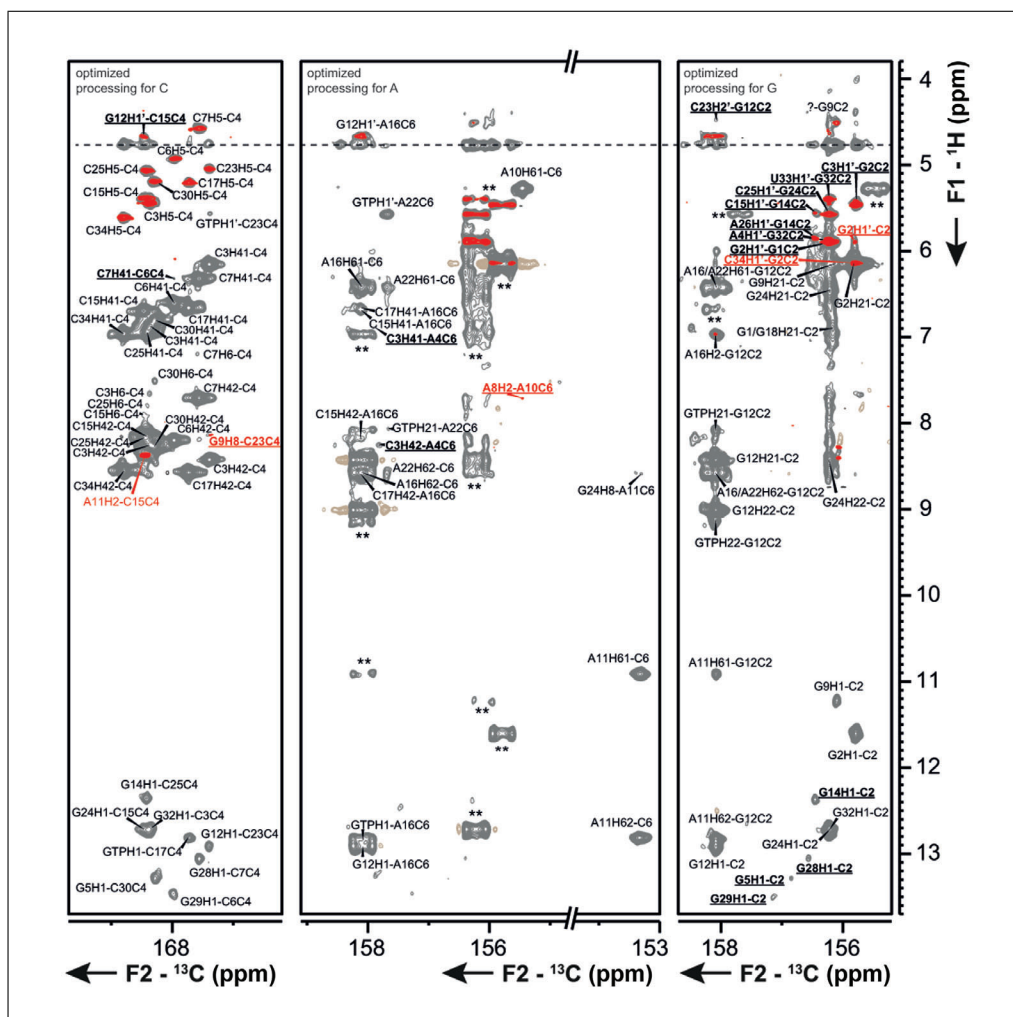 optimized
processing for C
G12H1'-C15C4
C7H5-C4
C6H5-C4
C25H5-C4
C23H5-C4
C15H5-C4
C17H5-C4
C30H5-C4
C3H5-C4
GTPH1'-C23C4
C34H5-C4
C3H41-C4
C7H41-C6C4
C7H41-C4
C6H41-C4
C15H41-C4
C34H41-C4
C17H41-C4
C30H41-C4
C3H41-C4
C25H41-C4
C7H6-C4
C30H6-C4
C7H42-C4
C3H6-C4
C25H6-C4
C15H6-C4
C30H42-C4
C15H42-C4
C6H42-C4
C25H42-C4
G9H8-C23C4
C3H42-C4
C3H42-C4
C34H42-C4
C17H42-C4
A11H2-C15C4
G14H1-C25C4
G24H1-C15C4
G32H1-C3C4
G12H1-C23C4
GTPH1-C17C4
G28H1-C7C4
G5H1-C30C4
G29H1-C6C4
168
F2 - ¹³C (ppm)
optimized
processing for A
G12H1'-A16C6
**
A10H61-C6
GTPH1'-A22C6
A16H61-C6
A22H61-C6
**
C17H41-A16C6
C15H41-A16C6
C3H41-A4C6
**
**
A8H2-A10C6
C15H42-A16C6
GTPH21-A22C6
C3H42-A4C6
A22H62-C6
A16H62-C6
**
G24H8-A11C6
C17H42-A16C6
**
**
A11H61-C6
**
**
GTPH1-A16C6
**
A11H62-C6
G12H1-A16C6
158
156
153
F2 - ¹³C (ppm)
optimized
processing for G
C23H2'-G12C2
?-G9C2
C3H1'-G2C2
U33H1'-G32C2
C25H1'-G24C2
C15H1'-G14C2
**
**
A26H1'-G14C2
G2H1'-C2
A4H1'-G32C2
G2H1'-G1C2
C34H1'-G2C2
A16/A22H61-G12C2
G9H21-C2
G24H21-C2
G2H21-C2
**
G1/G18H21-C2
A16H2-G12C2
GTPH21-G12C2
G12H21-C2
A16/A22H62-G12C2
G24H22-C2
G12H22-C2
GTPH22-G12C2
A11H61-G12C2
G9H1-C2
G2H1-C2
G14H1-C2
A11H62-G12C2
G32H1-C2
G24H1-C2
G12H1-C2
G28H1-C2
G5H1-C2
G29H1-C2
158
156
F2 - ¹³C (ppm)
4
5
6
7
8
9
10
11
12
13
F1 - ¹H (ppm)